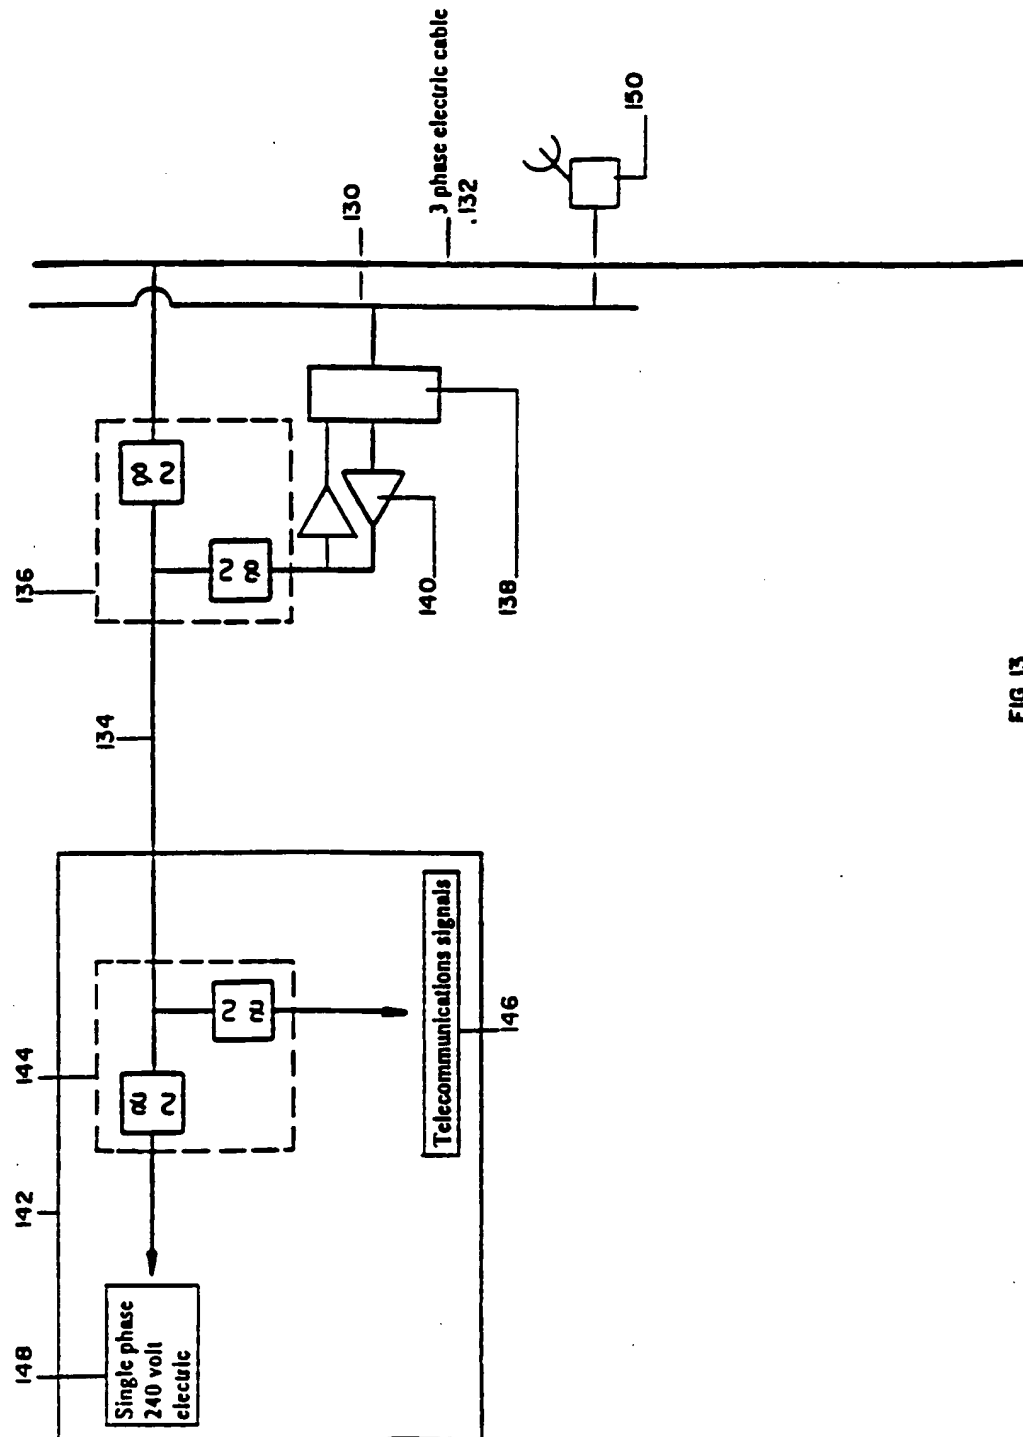 148
142
144
134
136
Single phase
240 volt
electric
Telecommunications signals
146
140
138
130
3 phase electric cable
.132
150
FIG 13